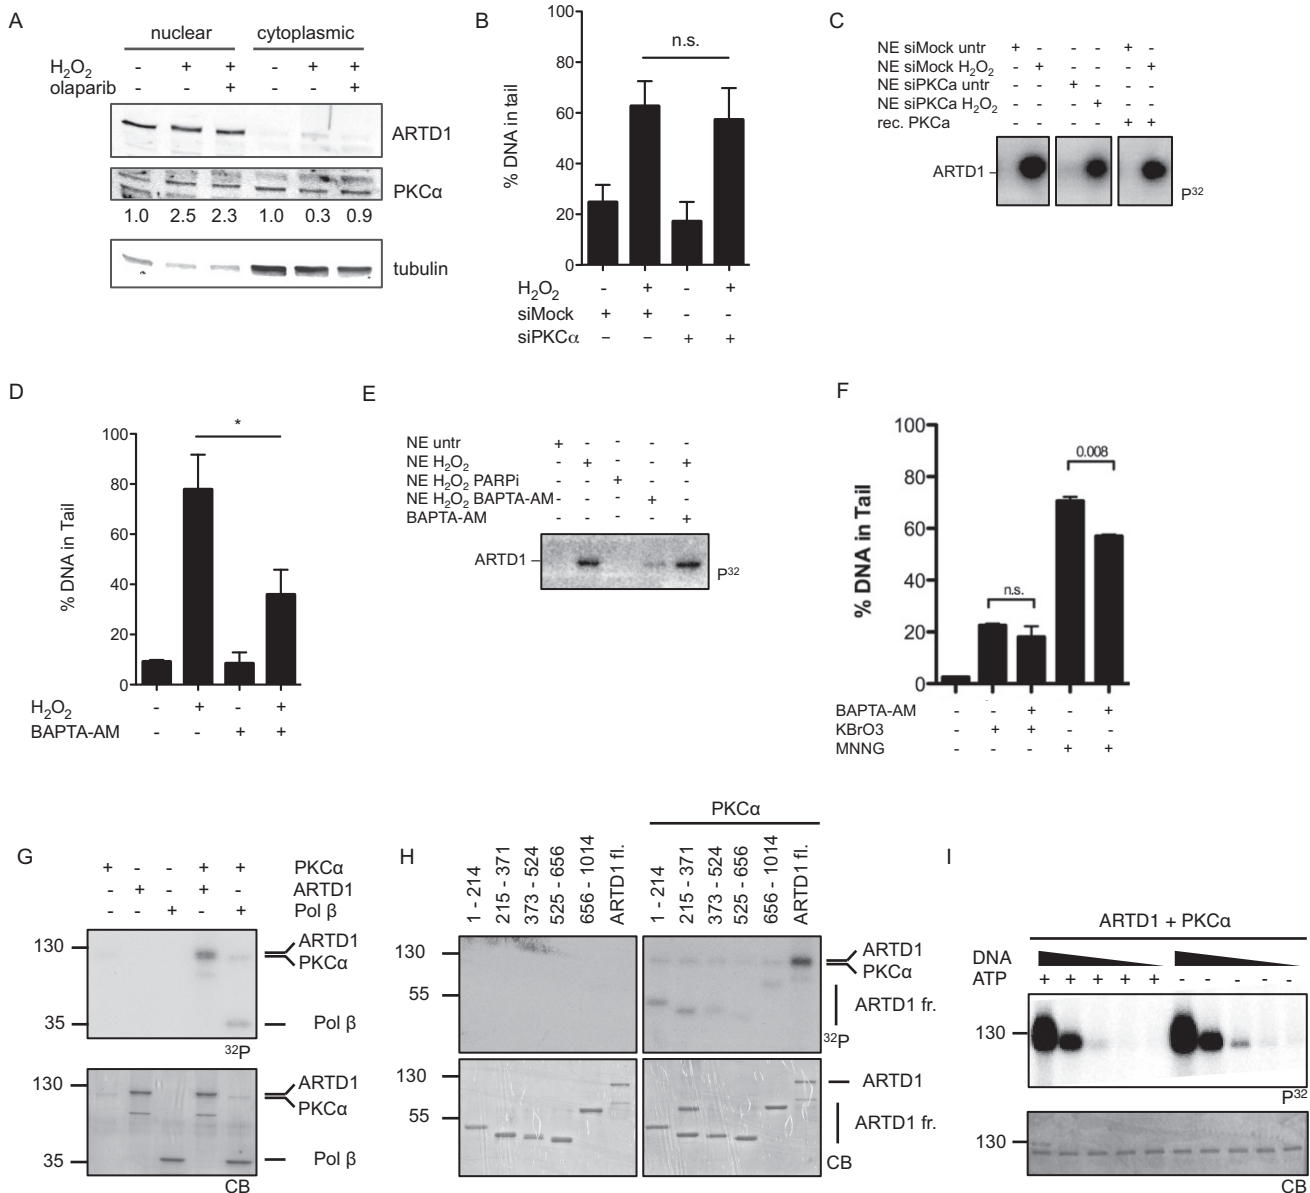 A
nuclear cytoplasmic
H₂O₂ - + + - + +
olaparib - - + - - +
ARTD1
PKCα
1.0 2.5 2.3 1.0 0.3 0.9
tubulin
B
100
80
60
40
20
0
% DNA in tail
n.s.
H₂O₂ - + - +
siMock + + - -
siPKCα − − + +
C
NE siMock untr + - - - + -
NE siMock H₂O₂ - + - - - +
NE siPKCa untr - - + - - -
NE siPKCa H₂O₂ - - - + - -
rec. PKCa - - - - + +
ARTD1
P³²
D
100
80
60
40
20
0
% DNA in Tail
*
H₂O₂ - + - +
BAPTA-AM - - + +
E
NE untr + - - - -
NE H₂O₂ - + - - +
NE H₂O₂ PARPi - - + - -
NE H₂O₂ BAPTA-AM - - - + -
BAPTA-AM - - - - +
ARTD1
P³²
F
100
80
60
40
20
0
% DNA in Tail
n.s.
0.008
BAPTA-AM - - + - +
KBrO3 - + + - -
MNNG - - - + +
G
+ - - + + PKCα
- + - + - ARTD1
- - + - + Pol β
130
35
ARTD1
PKCα
Pol β
³²P
130
35
ARTD1
PKCα
Pol β
CB
H
PKCα
1 - 214
215 - 371
373 - 524
525 - 656
656 - 1014
ARTD1 fl.
1 - 214
215 - 371
373 - 524
525 - 656
656 - 1014
ARTD1 fl.
130
55
ARTD1
PKCα
ARTD1 fr.
³²P
130
55
ARTD1
ARTD1 fr.
CB
I
ARTD1 + PKCα
DNA
ATP + + + + + - - - - -
130
P³²
130
CB